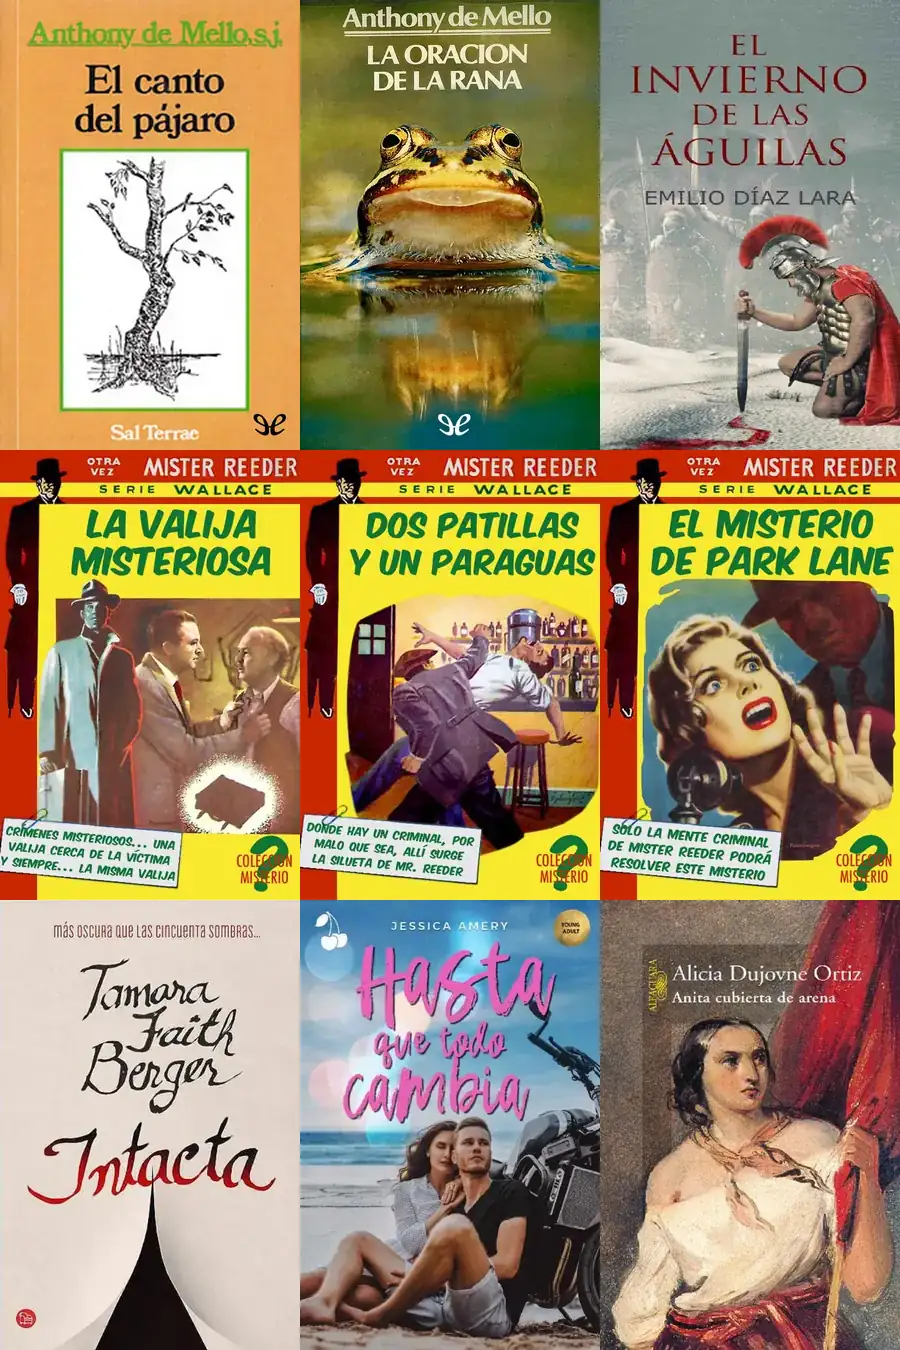 Anthony de Mello, s.j.
El canto
del pájaro
Sal Terrae
Anthony de Mello
LA ORACION
DE LA RANA
EL
INVIERNO
DE LAS
ÁGUILAS
EMILIO DÍAZ LARA
OTRA
VEZ
MISTER REEDER
SERIE WALLACE
LA VALIJA
MISTERIOSA
CRÍMENES MISTERIOSOS... UNA
VALIJA CERCA DE LA VÍCTIMA
Y SIEMPRE... LA MISMA VALIJA
COLECCION
MISTERIO
?
OTRA
VEZ
MISTER REEDER
SERIE WALLACE
DOS PATILLAS
Y UN PARAGUAS
DONDE HAY UN CRIMINAL, POR
MALO QUE SEA, ALLÍ SURGE
LA SILUETA DE MR. REEDER
COLECCION
MISTERIO
?
OTRA
VEZ
MISTER REEDER
SERIE WALLACE
EL MISTERIO
DE PARK LANE
SOLO LA MENTE CRIMINAL
DE MISTER REEDER PODRÁ
RESOLVER ESTE MISTERIO
COLECCION
MISTERIO
?
MÁS OSCURA QUE LAS CINCUENTA SOMBRAS...
Tamara
Faith
Berger
Intacta
JESSICA AMERY
YOUNG
ADULT
Hasta
que todo
cambia
ALFAGUARA
Alicia Dujovne Ortiz
Anita cubierta de arena